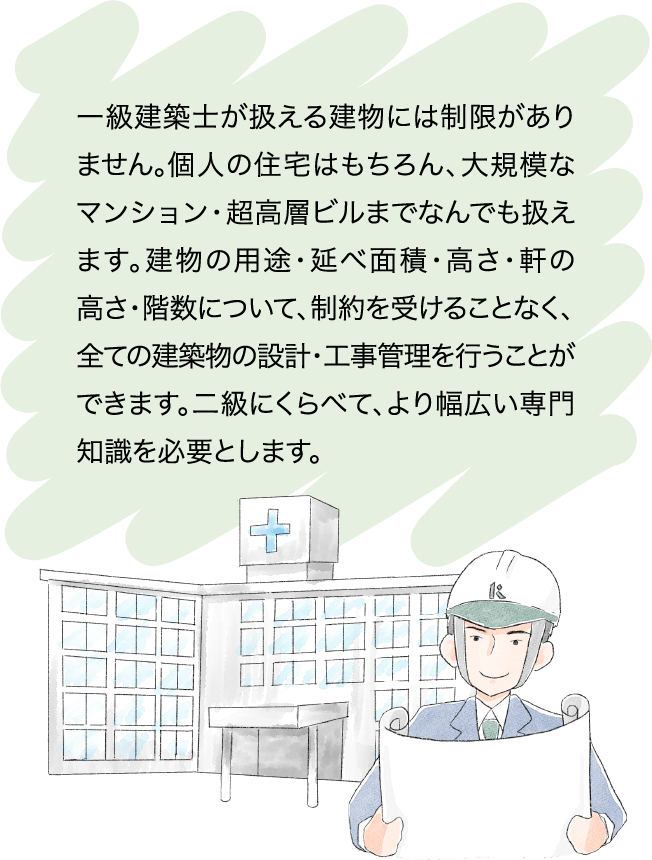 一級建築士が扱える建物には制限があり
ません。個人の住宅はもちろん、大規模な
マンション・超高層ビルまでなんでも扱え
ます。建物の用途・延べ面積・高さ・軒の
高さ・階数について、制約を受けることなく、
全ての建築物の設計・工事管理を行うことが
できます。二級にくらべて、より幅広い専門
知識を必要とします。